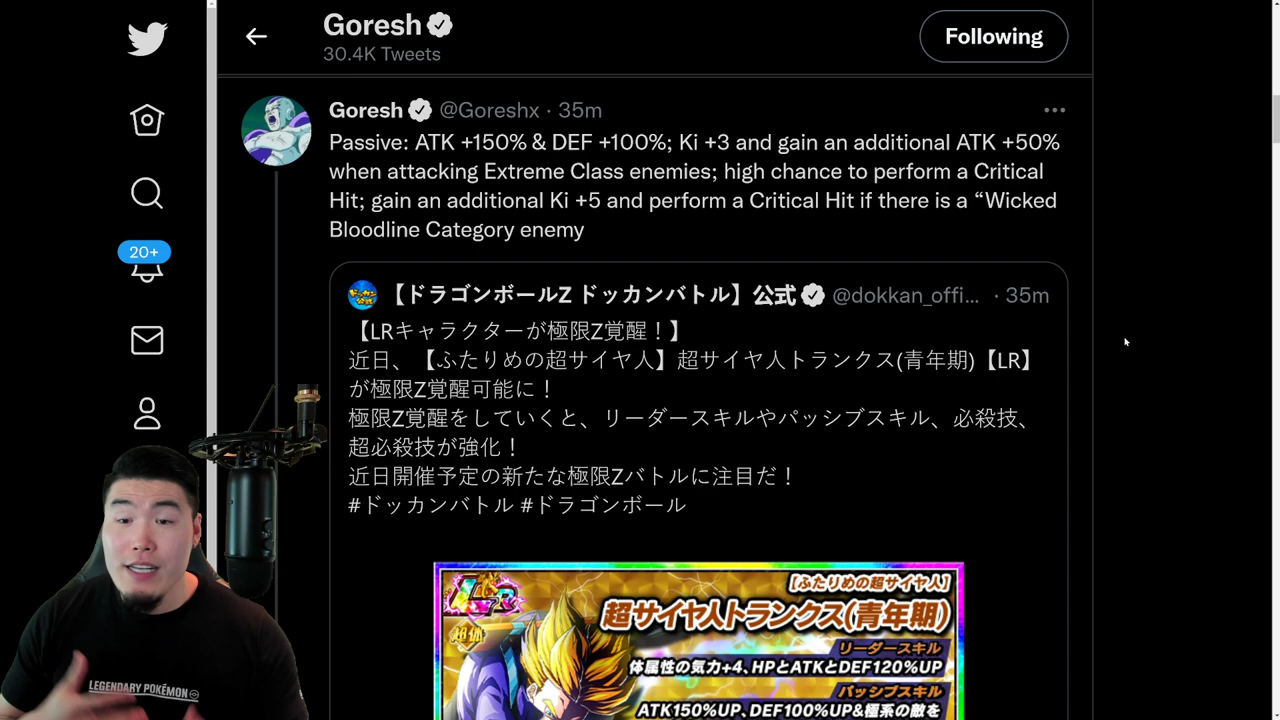 Goresh
30.4K Tweets
Following
Goresh @Goreshx · 35m
Passive: ATK +150% & DEF +100%; Ki +3 and gain an additional ATK +50%
when attacking Extreme Class enemies; high chance to perform a Critical
Hit; gain an additional Ki +5 and perform a Critical Hit if there is a “Wicked
Bloodline Category enemy
20+
【ドラゴンボールZ ドッカンバトル】公式 @dokkan_offi... · 35m
【LRキャラクターが極限Z覚醒！】
近日、【ふたりめの超サイヤ人】超サイヤ人トランクス(青年期)【LR】
が極限Z覚醒可能に！
極限Z覚醒をしていくと、リーダースキルやパッシブスキル、必殺技、
超必殺技が強化！
近日開催予定の新たな極限Zバトルに注目だ！
#ドッカンバトル #ドラゴンボール
LR
[ふたりめの超サイヤ人]
超サイヤ人トランクス(青年期)
超体
リーダースキル
体属性の気力+4、HPとATKとDEF120%UP
パッシブスキル
ATK150%UP、DEF100%UP&極系の敵を
LEGENDARY POKÉMON